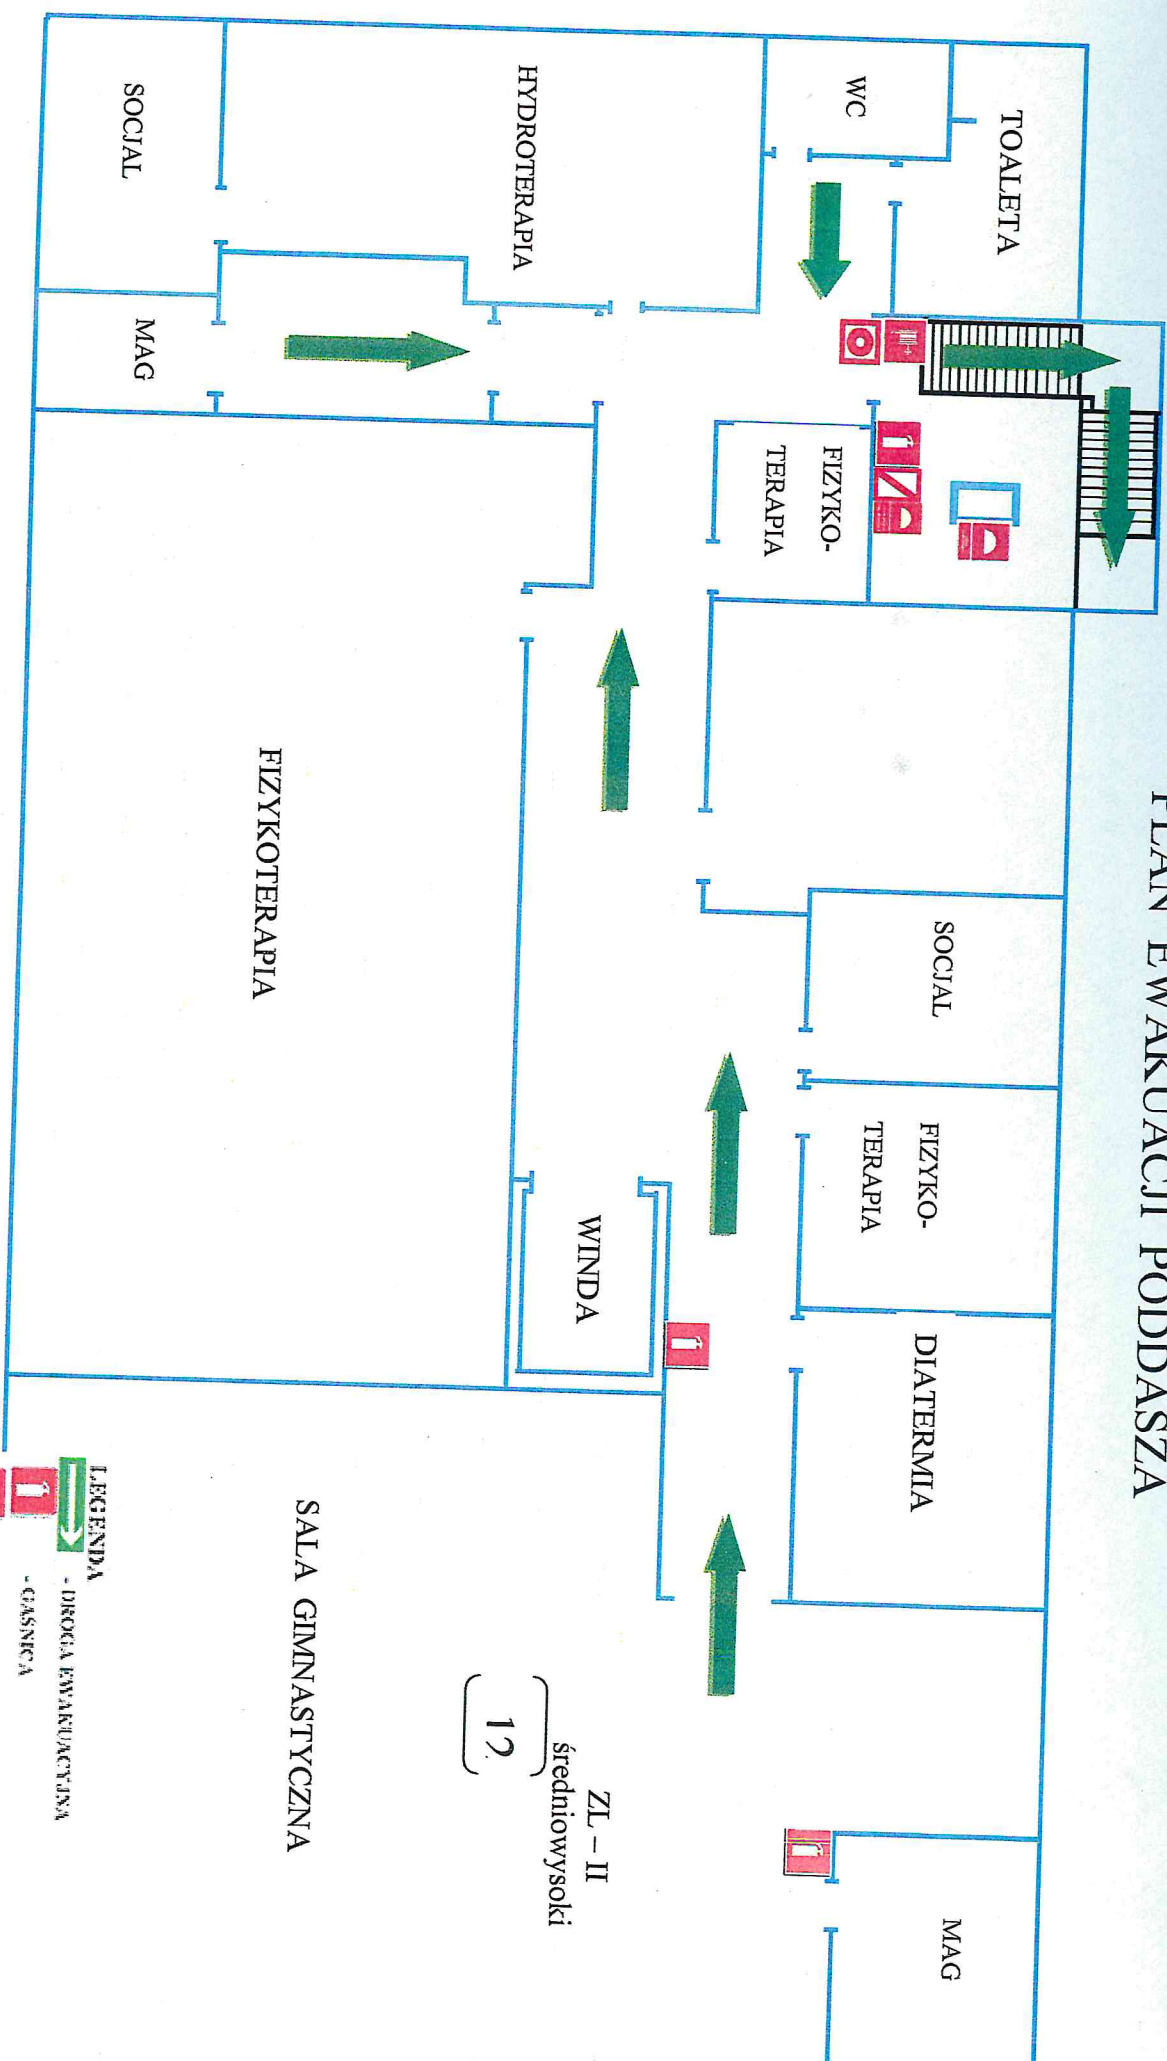 PLAN EWAKUACJI PODDASZA
TOALETA
WC
HYDROTERAPIA
SOCJAL
MAG
FIZYKO-
TERAPIA
SOCJAL
FIZYKO-
TERAPIA
DIATERMIA
MAG
WINDA
FIZYKOTERAPIA
SALA GIMNASTYCZNA
ZL – II
średniowysoki
12
LEGENDA
- DROGA EWAKUACYJNA
- GAŚNICA